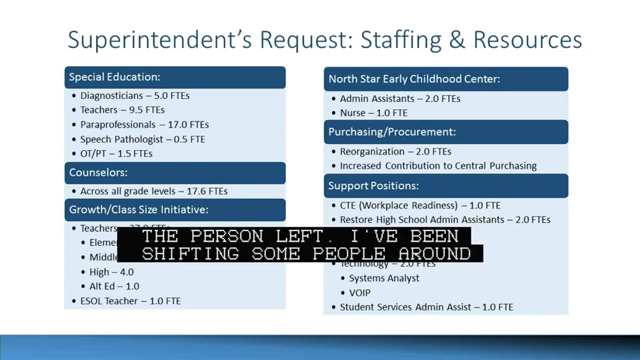 Superintendent's Request: Staffing & Resources
Special Education:
• Diagnosticians – 5.0 FTEs
• Teachers – 9.5 FTEs
• Paraprofessionals – 17.0 FTEs
• Speech Pathologist – 0.5 FTE
• OT/PT – 1.5 FTEs
Counselors:
• Across all grade levels – 17.6 FTEs
Growth/Class Size Initiative:
• Teachers
• Elemen
• Middle
• High – 4.0
• Alt Ed – 1.0
• ESOL Teacher – 1.0 FTE
North Star Early Childhood Center:
• Admin Assistants – 2.0 FTEs
• Nurse – 1.0 FTE
Purchasing/Procurement:
• Reorganization – 2.0 FTEs
• Increased Contribution to Central Purchasing
Support Positions:
• CTE (Workplace Readiness) – 1.0 FTE
• Restore High School Admin Assistants – 2.0 FTEs
• Technology – 2.0 FTEs
• Systems Analyst
• VOIP
• Student Services Admin Assist – 1.0 FTE
THE PERSON LEFT. I'VE BEEN
SHIFTING SOME PEOPLE AROUND